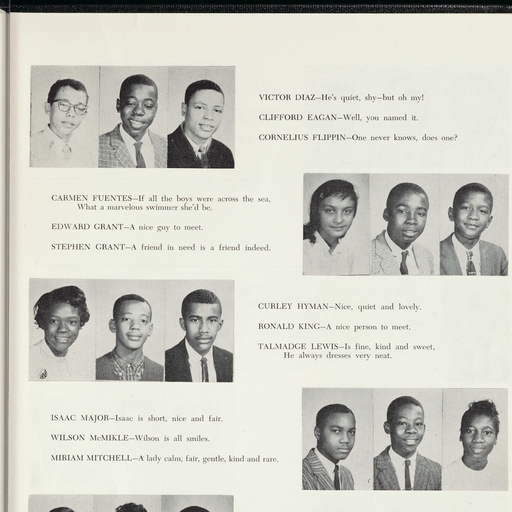 VICTOR DIAZ—He's quiet, shy—but oh my!
CLIFFORD EAGAN—Well, you named it.
CORNELIUS FLIPPIN—One never knows, does one?
CARMEN FUENTES—If all the boys were across the sea,
What a marvelous swimmer she'd be.
EDWARD GRANT—A nice guy to meet.
STEPHEN GRANT—A friend in need is a friend indeed.
CURLEY HYMAN—Nice, quiet and lovely.
RONALD KING—A nice person to meet.
TALMADGE LEWIS—Is fine, kind and sweet,
He always dresses very neat.
ISAAC MAJOR—Isaac is short, nice and fair.
WILSON McMIKLE—Wilson is all smiles.
MIRIAM MITCHELL—A lady calm, fair, gentle, kind and rare.